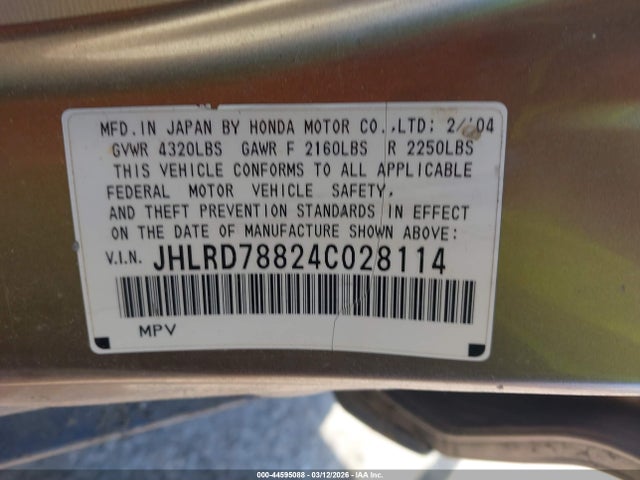 MFD. IN JAPAN BY HONDA MOTOR CO., LTD: 2/'04
GVWR 4320LBS GAWR F 2160LBS R 2250LBS
THIS VEHICLE CONFORMS TO ALL APPLICABLE
FEDERAL MOTOR VEHICLE SAFETY,
AND THEFT PREVENTION STANDARDS IN EFFECT
ON THE DATE OF MANUFACTURE SHOWN ABOVE:
V.I.N. JHLRD78824C028114
MPV
000-44595088 - 03/12/2026 - IAA Inc.